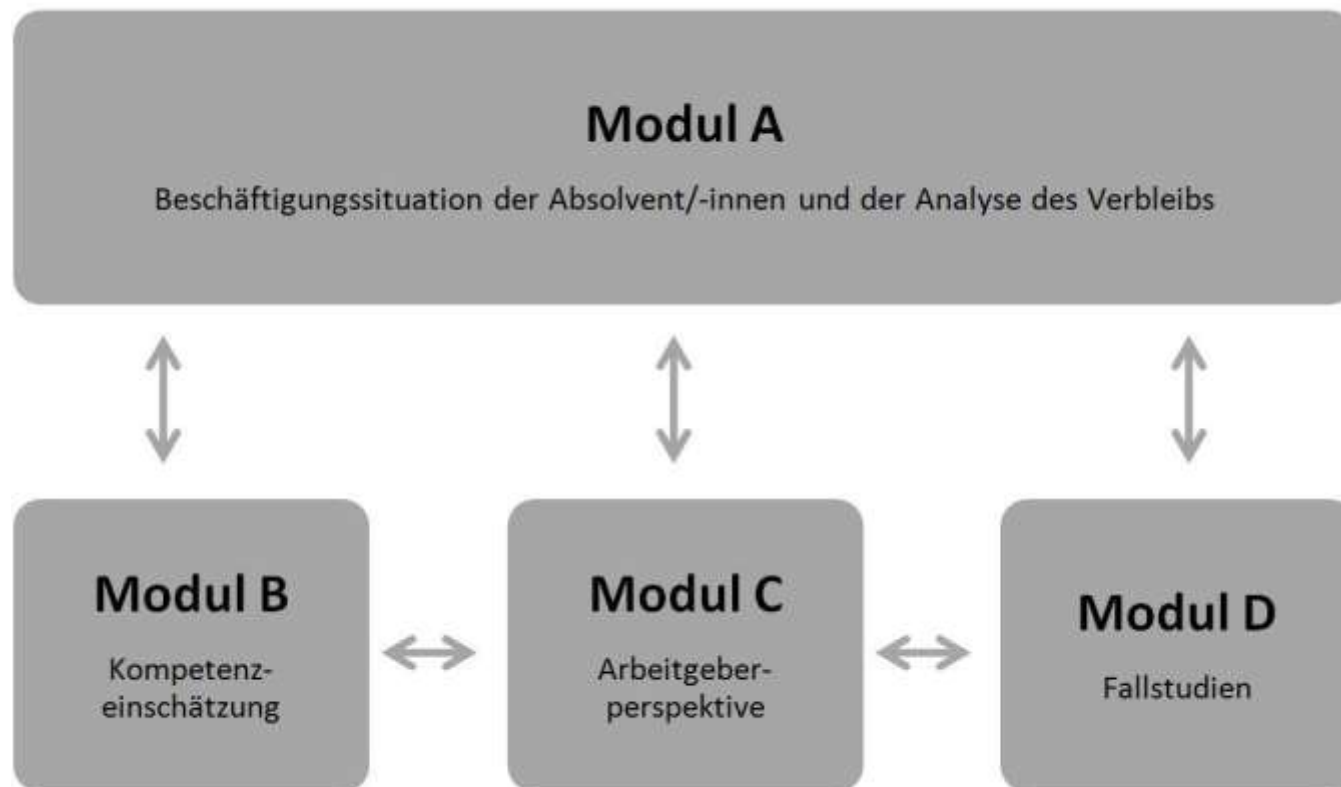 Modul A
Beschäftigungssituation der Absolvent/-innen und der Analyse des Verbleibs
Modul B
Kompetenz-
einschätzung
Modul C
Arbeitgeber-
perspektive
Modul D
Fallstudien